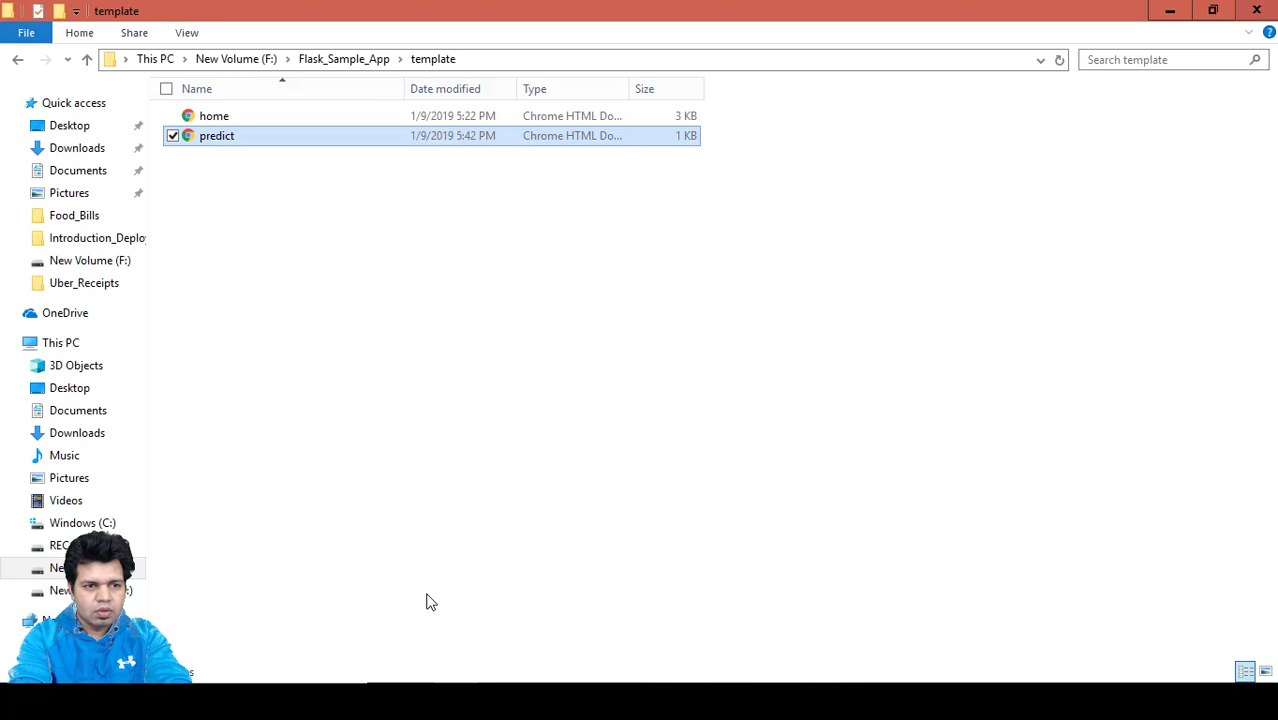 template
File
Home
Share
View
This PC
New Volume (F:)
Flask_Sample_App
template
Search template
Name
Date modified
Type
Size
home
1/9/2019 5:22 PM
Chrome HTML Do...
3 KB
predict
1/9/2019 5:42 PM
Chrome HTML Do...
1 KB
Quick access
Desktop
Downloads
Documents
Pictures
Food_Bills
Introduction_Deplo
New Volume (F:)
Uber_Receipts
OneDrive
This PC
3D Objects
Desktop
Documents
Downloads
Music
Pictures
Videos
Windows (C:)